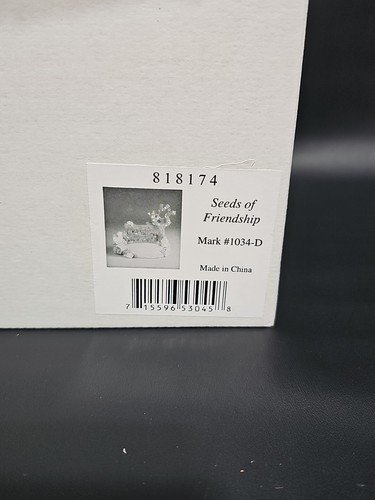 818174
Seeds of
Friendship
Mark #1034-D
Made in China
7 15596 53045 8